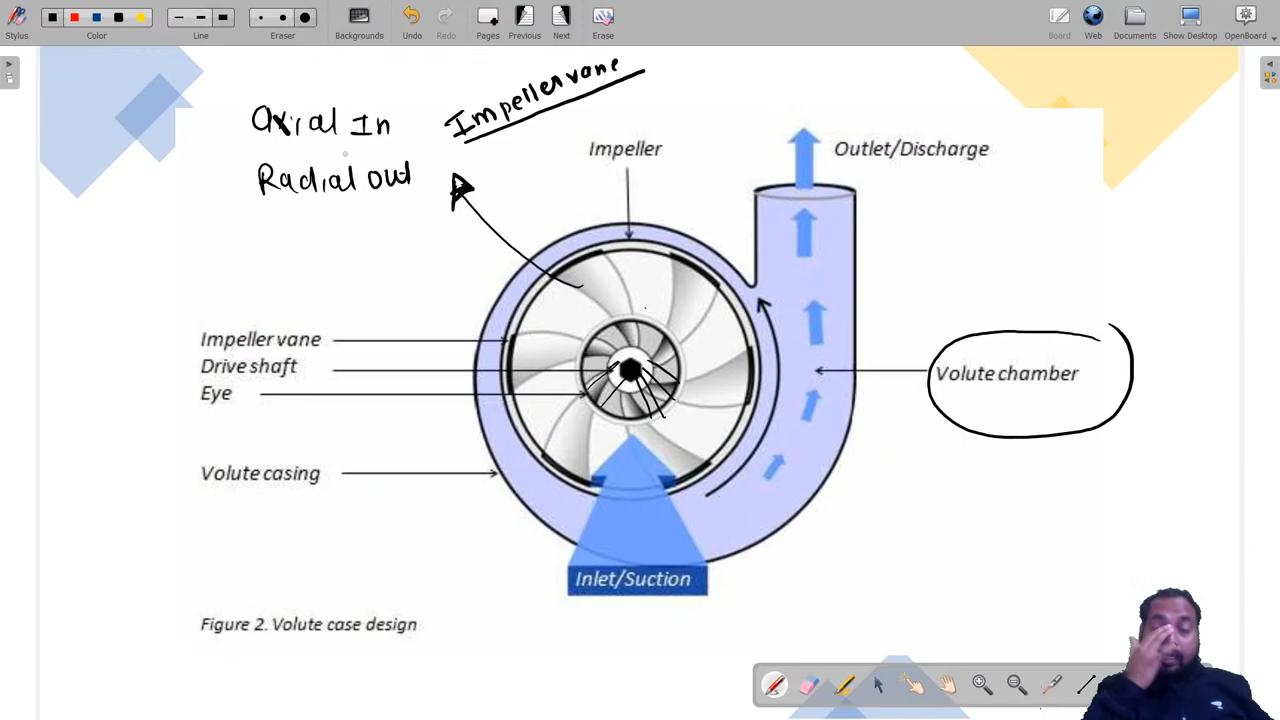 Stylus
Color
Line
Eraser
Backgrounds
Undo
Redo
Pages
Previous
Next
Erase
Board
Web
Documents
Show Desktop
OpenBoard
Axial In
Impeller vane
Radial out
Impeller
Outlet/Discharge
Impeller vane
Drive shaft
Eye
Volute chamber
Volute casing
Inlet/Suction
Figure 2. Volute case design